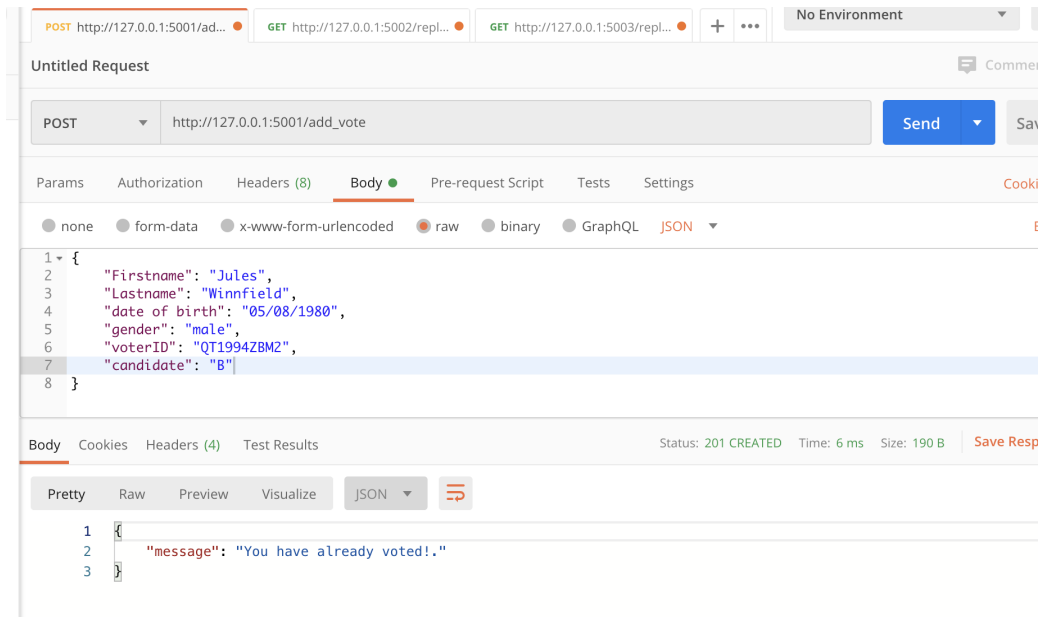 POST http://127.0.0.1:5001/ad... GET http://127.0.0.1:5002/repl... GET http://127.0.0.1:5003/repl... + ••• No Environment
Untitled Request
POST http://127.0.0.1:5001/add_vote Send
Params Authorization Headers (8) Body Pre-request Script Tests Settings
none form-data x-www-form-urlencoded raw binary GraphQL JSON
1 {
2 "Firstname": "Jules",
3 "Lastname": "Winnfield",
4 "date of birth": "05/08/1980",
5 "gender": "male",
6 "voterID": "QT1994ZBM2",
7 "candidate": "B"
8 }
Body Cookies Headers (4) Test Results Status: 201 CREATED Time: 6 ms Size: 190 B Save Resp
Pretty Raw Preview Visualize JSON
1 {
2 "message": "You have already voted!."
3 }